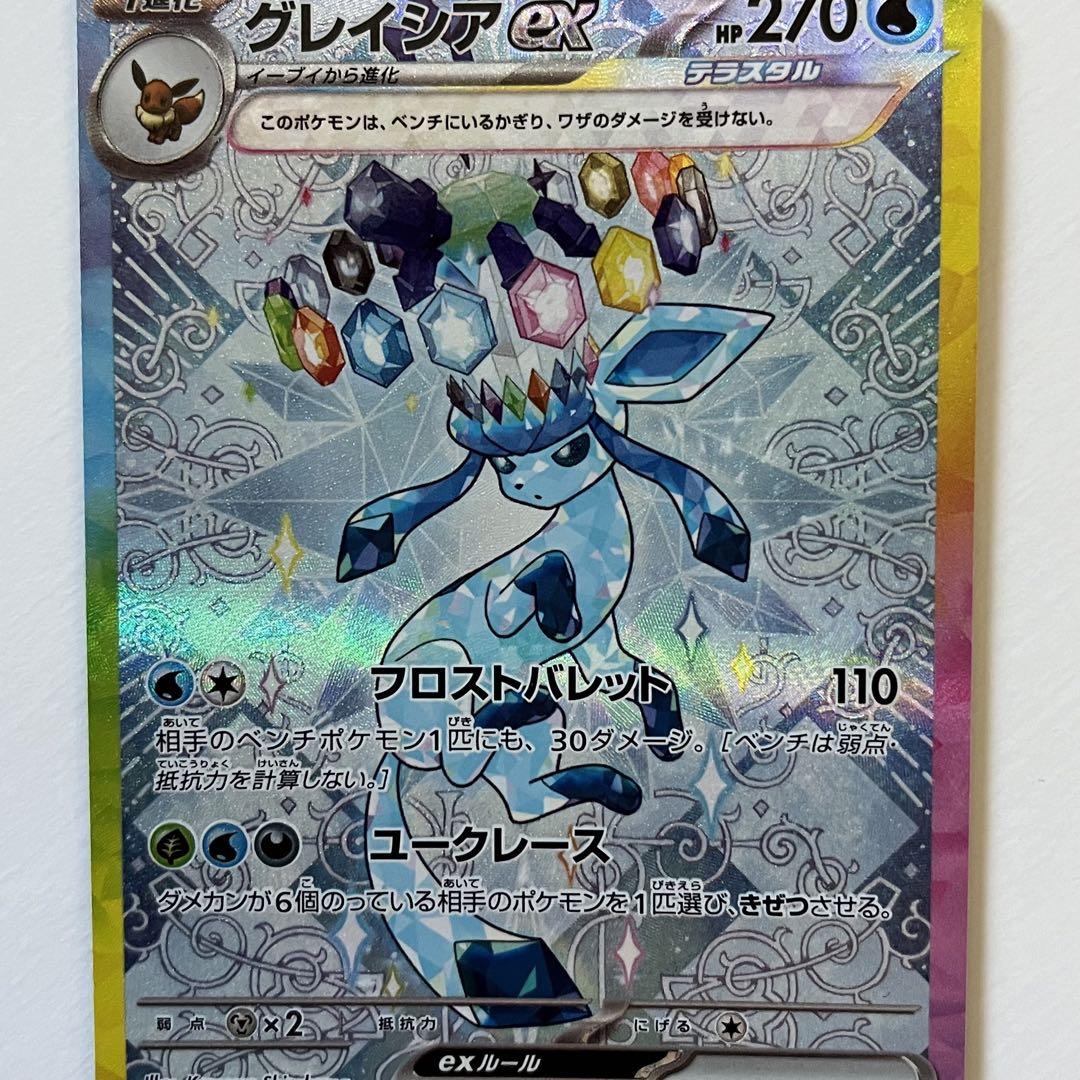 1進化
グレイシアex HP 270
イーブイから進化
テラスタル
このポケモンは、ベンチにいるかぎり、ワザのダメージを受けない。
フロストバレット 110
相手のベンチポケモン1匹にも、30ダメージ。[ベンチは弱点・
抵抗力を計算しない。]
ユークレース
ダメカンが6個のっている相手のポケモンを1匹選び、きぜつさせる。
弱点 ×2 抵抗力 にげる
exルール